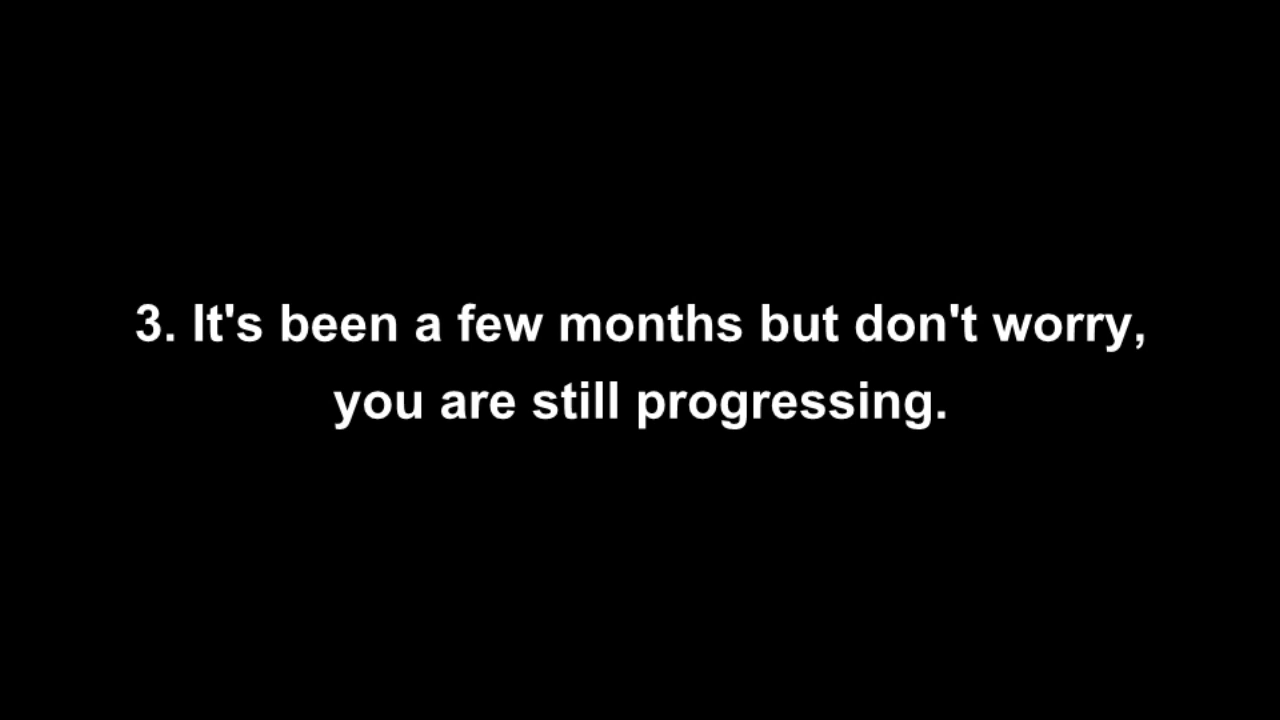 3. It's been a few months but don't worry,
you are still progressing.